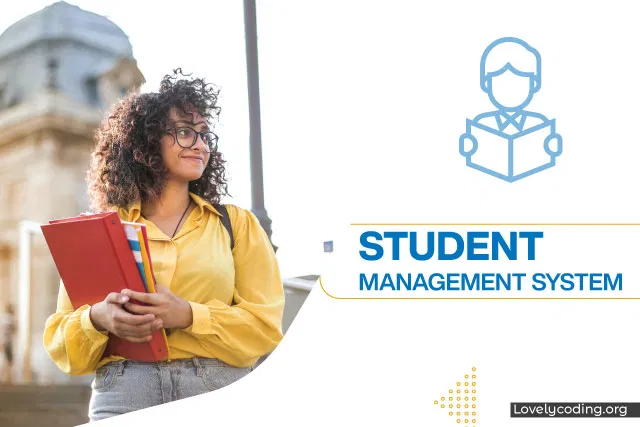 STUDENT
MANAGEMENT SYSTEM
Lovelycoding.org